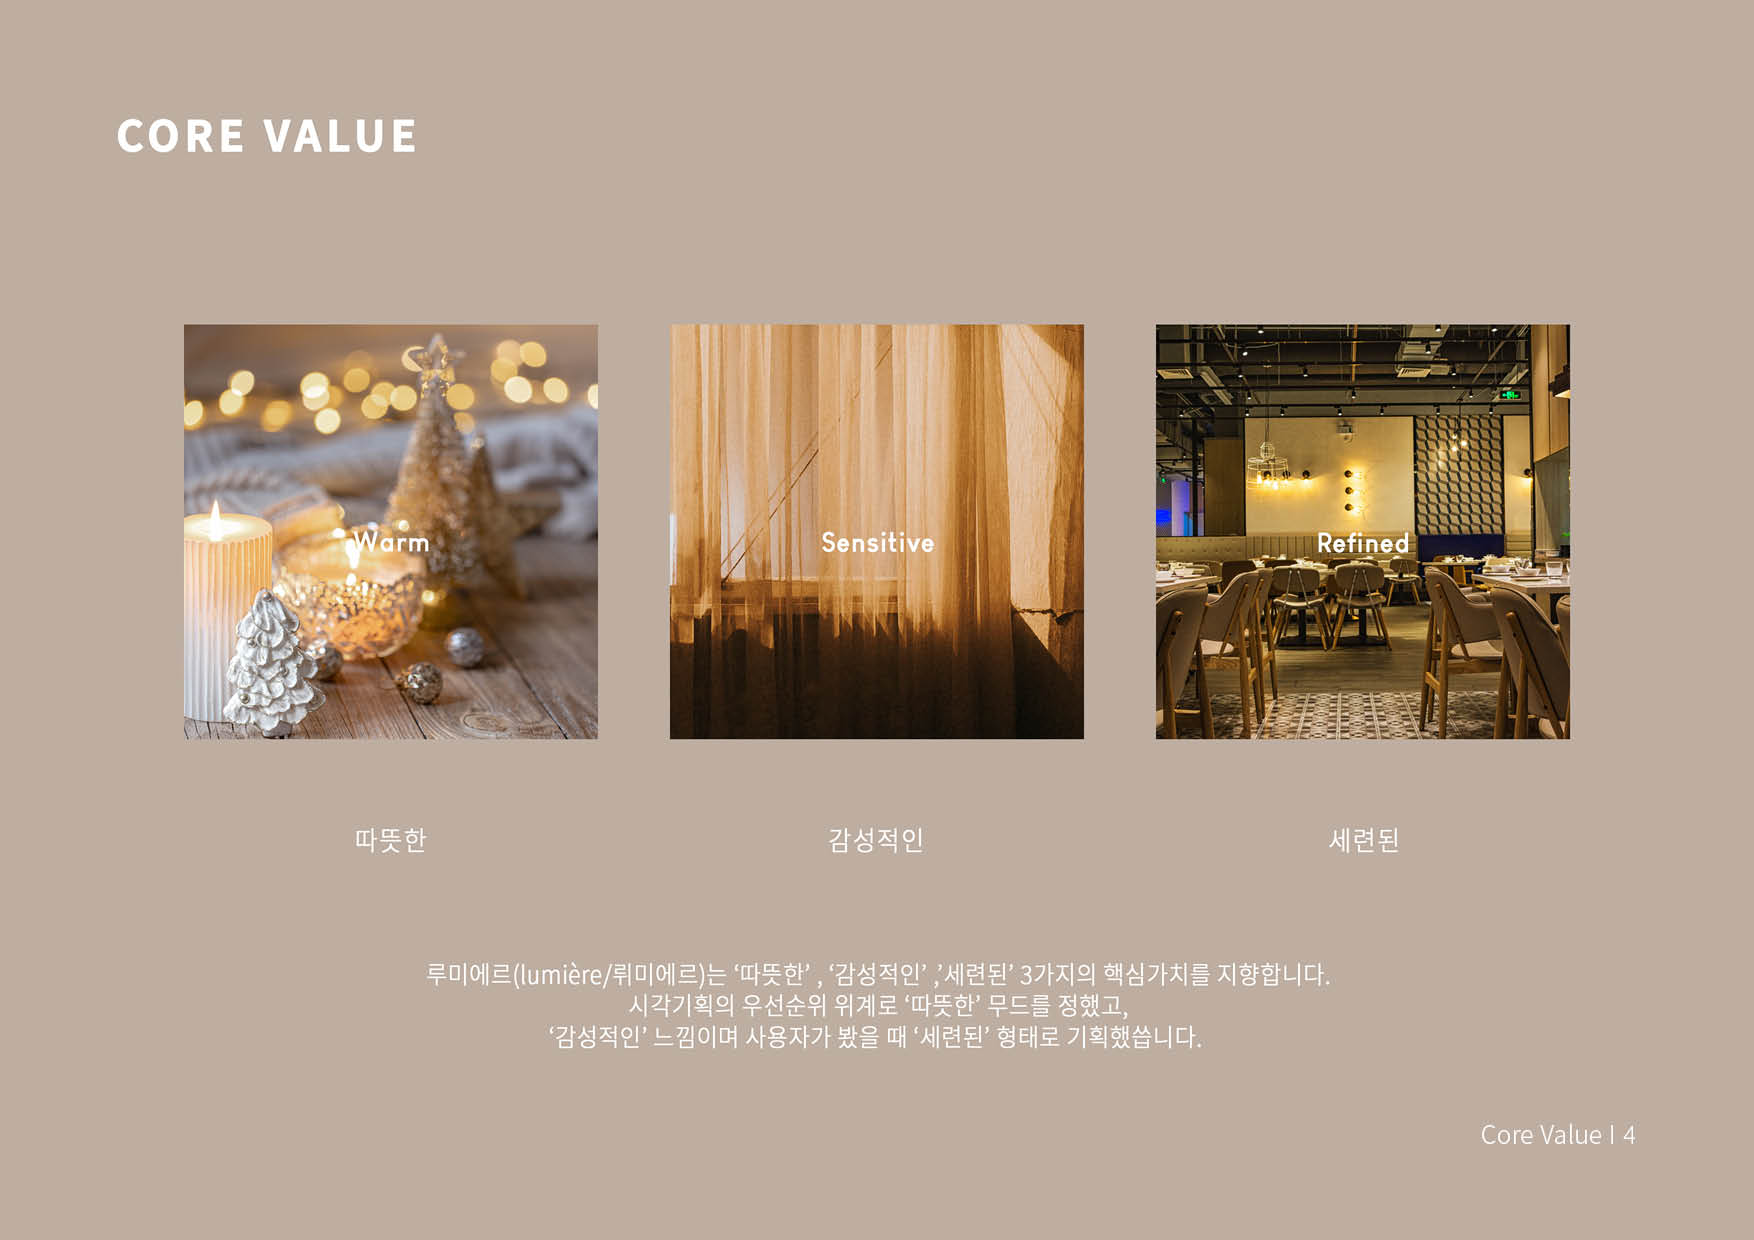 CORE VALUE
Warm
Sensitive
Refined
따뜻한
감성적인
세련된
루미에르(lumière/뤼미에르)는 ‘따뜻한’ , ‘감성적인’ ,’세련된’ 3가지의 핵심가치를 지향합니다.
시각기획의 우선순위 위계로 ‘따뜻한’ 무드를 정했고,
‘감성적인’ 느낌이며 사용자가 봤을 때 ‘세련된’ 형태로 기획했씁니다.
Core Value I 4